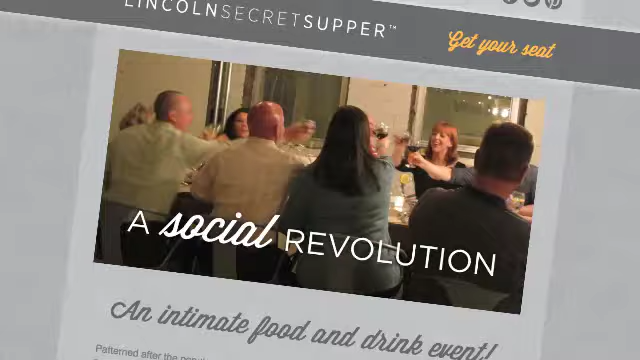 LINCOLNSECRETSUPPER™
Get your seat
A social REVOLUTION
An intimate food and drink event!
Patterned after the